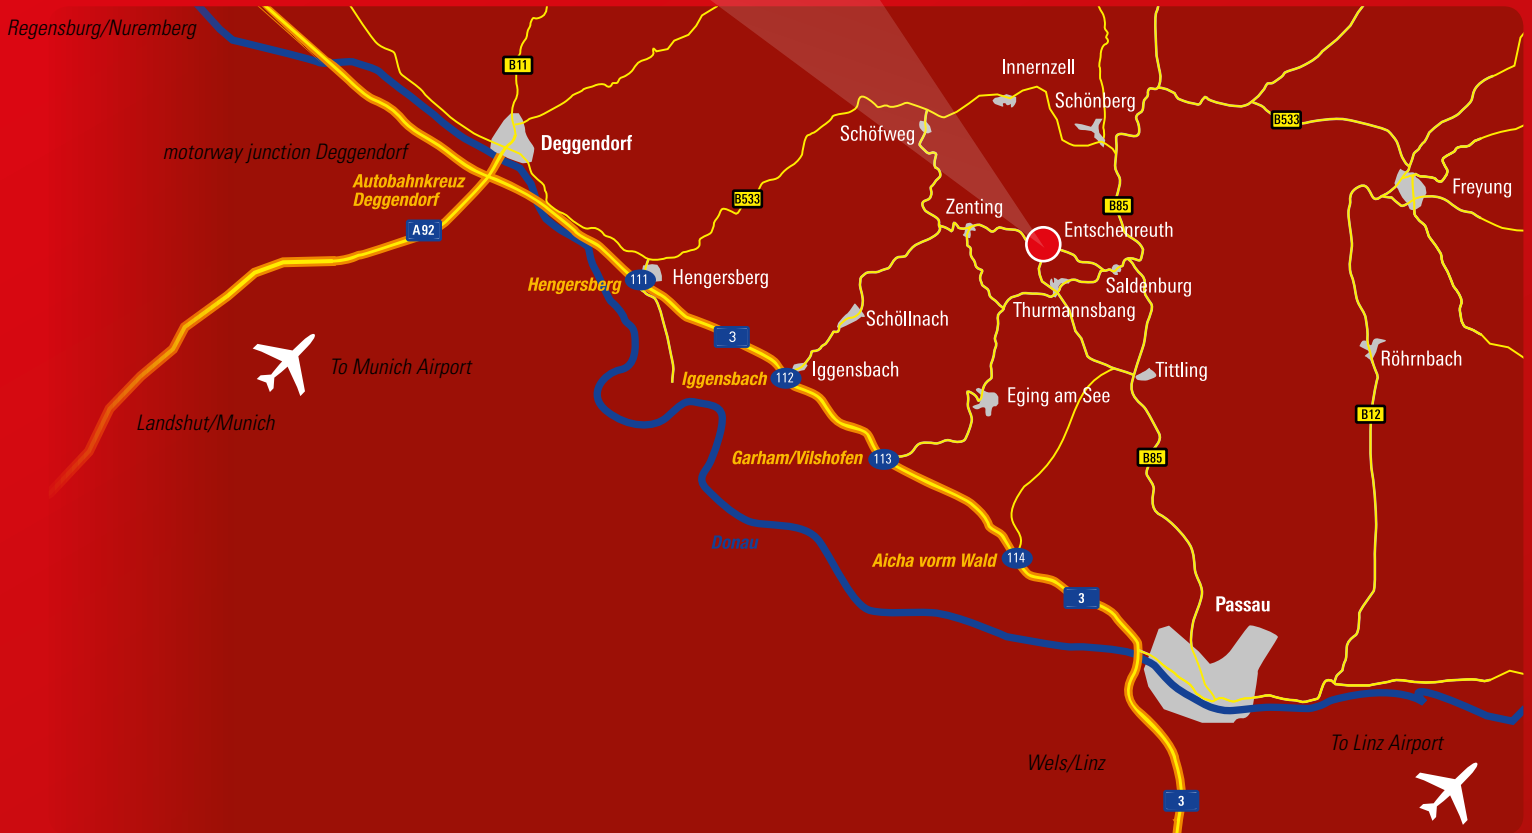 Regensburg/Nuremberg
B11
Innernzell
Schönberg
B533
Schöfweg
Deggendorf
motorway junction Deggendorf
Autobahnkreuz
Deggendorf
Freyung
B533
Zenting
B85
A92
Entschenreuth
Hengersberg
111
Hengersberg
Saldenburg
Thurmannsbang
Schöllnach
3
To Munich Airport
Röhrnbach
Iggensbach
112
Iggensbach
Tittling
Eging am See
Landshut/Munich
B12
Garham/Vilshofen
113
B85
Donau
Aicha vorm Wald
114
3
Passau
To Linz Airport
Wels/Linz
3